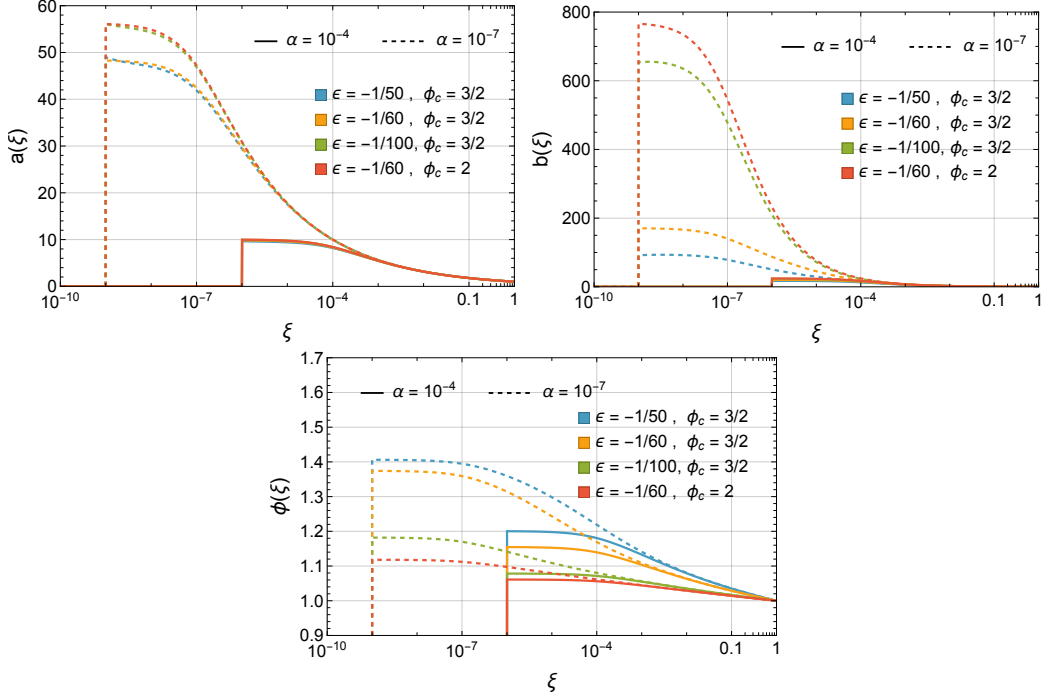 60
50
40
30
20
10
0
a(ξ)
α = 10⁻⁴ α = 10⁻⁷
ϵ = −1/50 , ϕc = 3/2
ϵ = −1/60 , ϕc = 3/2
ϵ = −1/100, ϕc = 3/2
ϵ = −1/60 , ϕc = 2
10⁻¹⁰ 10⁻⁷ 10⁻⁴ 0.1 1
ξ
800
600
400
200
0
b(ξ)
α = 10⁻⁴ α = 10⁻⁷
ϵ = −1/50 , ϕc = 3/2
ϵ = −1/60 , ϕc = 3/2
ϵ = −1/100, ϕc = 3/2
ϵ = −1/60 , ϕc = 2
10⁻¹⁰ 10⁻⁷ 10⁻⁴ 0.1 1
ξ
1.7
1.6
1.5
1.4
1.3
1.2
1.1
1.0
0.9
ϕ(ξ)
α = 10⁻⁴ α = 10⁻⁷
ϵ = −1/50 , ϕc = 3/2
ϵ = −1/60 , ϕc = 3/2
ϵ = −1/100, ϕc = 3/2
ϵ = −1/60 , ϕc = 2
10⁻¹⁰ 10⁻⁷ 10⁻⁴ 0.1 1
ξ